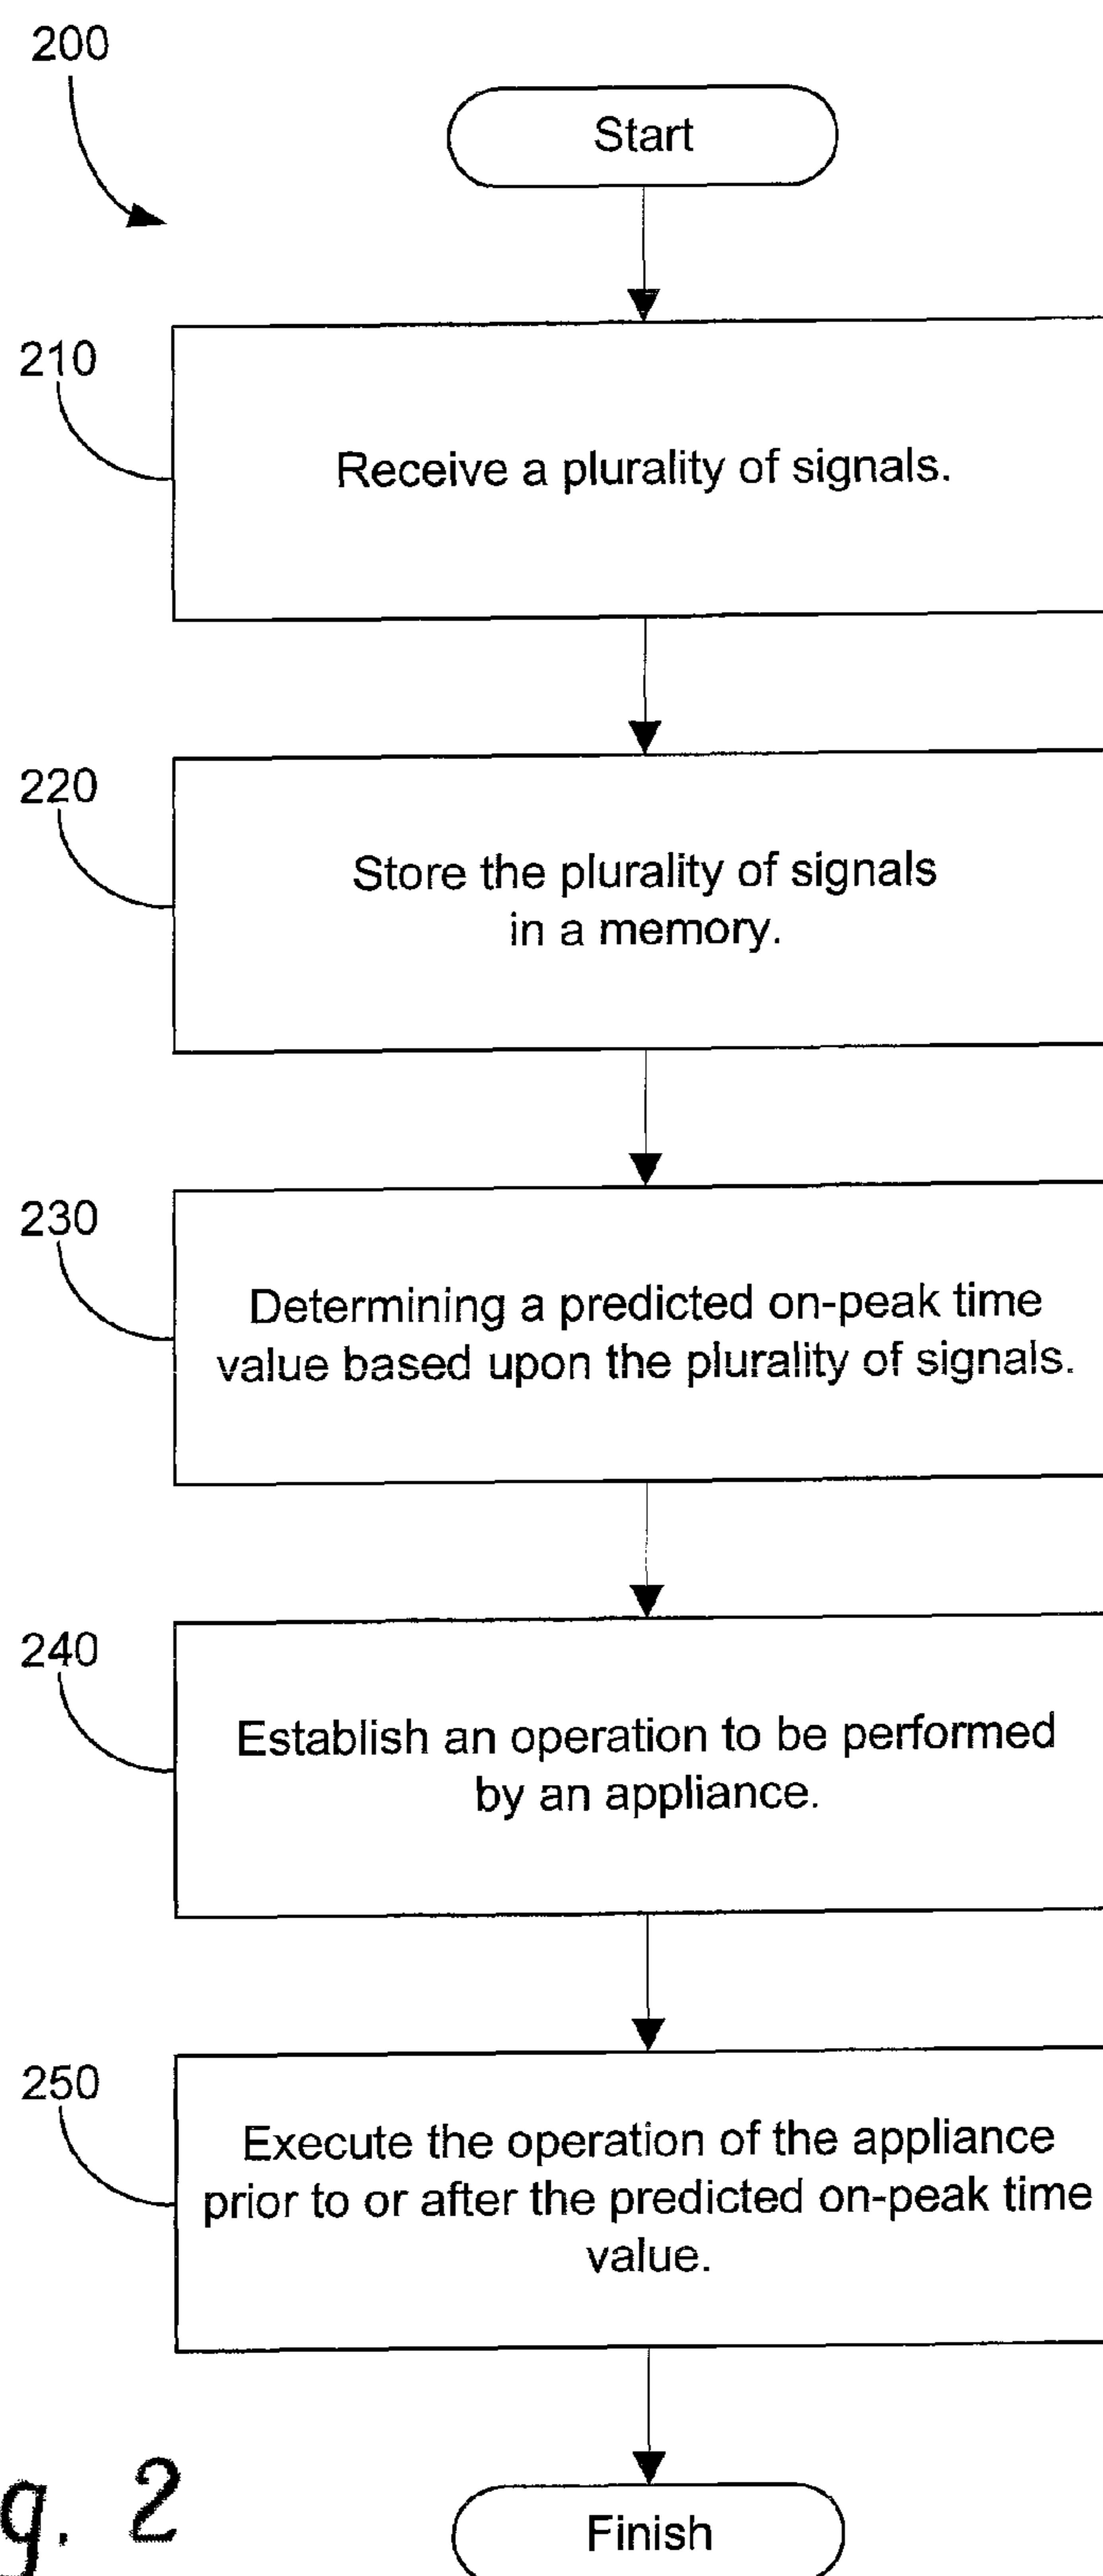 200
Start
210
Receive a plurality of signals.
220
Store the plurality of signals
in a memory.
230
Determining a predicted on-peak time
value based upon the plurality of signals.
240
Establish an operation to be performed
by an appliance.
250
Execute the operation of the appliance
prior to or after the predicted on-peak time
value.
g. 2
Finish